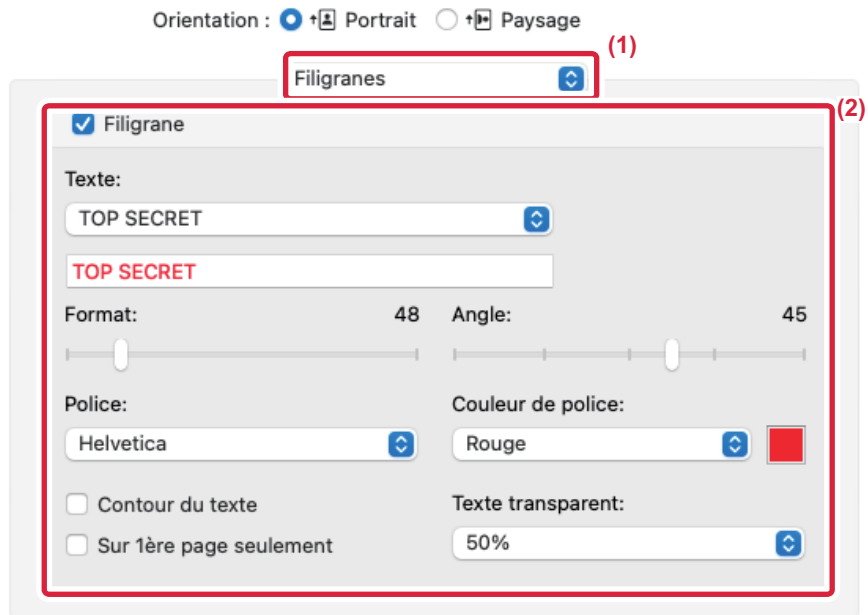 Orientation : Portrait Paysage
(1)
Filigranes
(2)
Filigrane
Texte:
TOP SECRET
TOP SECRET
Format: 48 Angle: 45
Police: Couleur de police:
Helvetica Rouge
Contour du texte Texte transparent:
Sur 1ère page seulement 50%